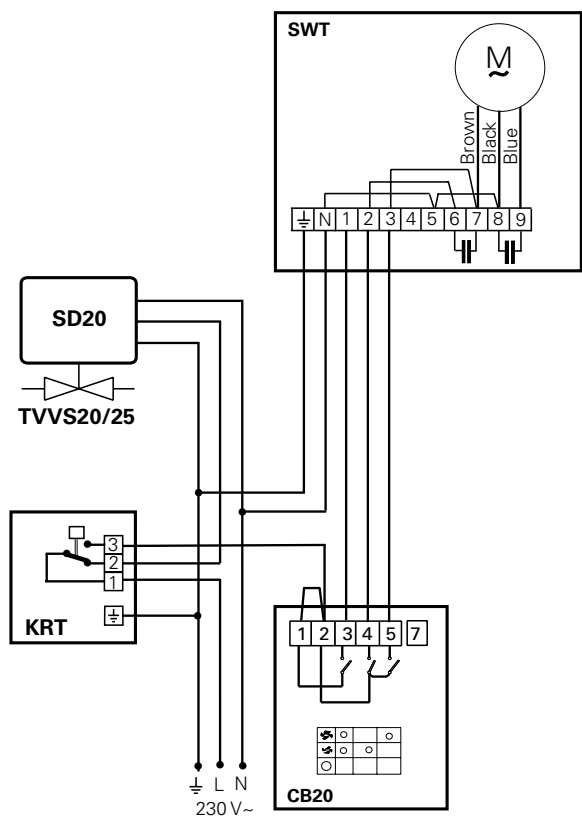 SWT
M
~
Brown
Black
Blue
N 1 2 3 4 5 6 7 8 9
SD20
TVVS20/25
3
2
1
KRT
1 2 3 4 5 7
L N
230 V~
CB20